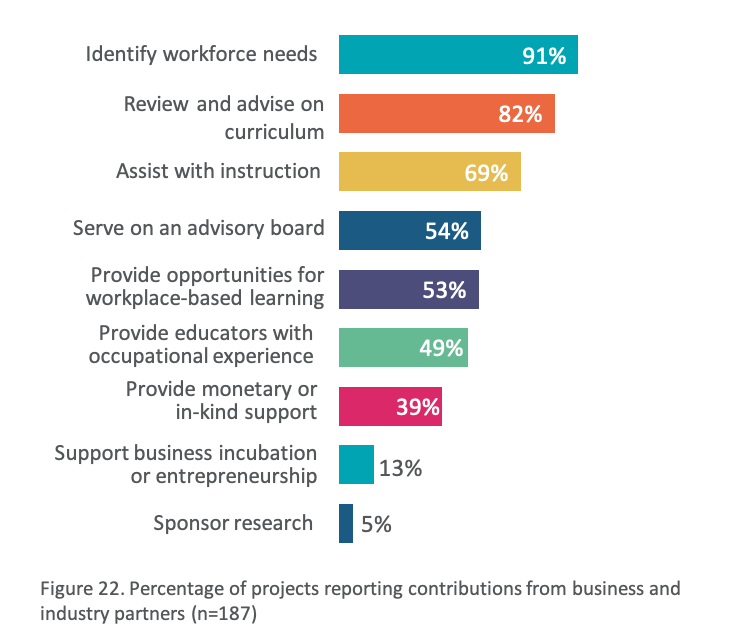 Identify workforce needs 91%
Review and advise on
curriculum 82%
Assist with instruction 69%
Serve on an advisory board 54%
Provide opportunities for
workplace-based learning 53%
Provide educators with
occupational experience 49%
Provide monetary or
in-kind support 39%
Support business incubation
or entrepreneurship 13%
Sponsor research 5%
Figure 22. Percentage of projects reporting contributions from business and
industry partners (n=187)